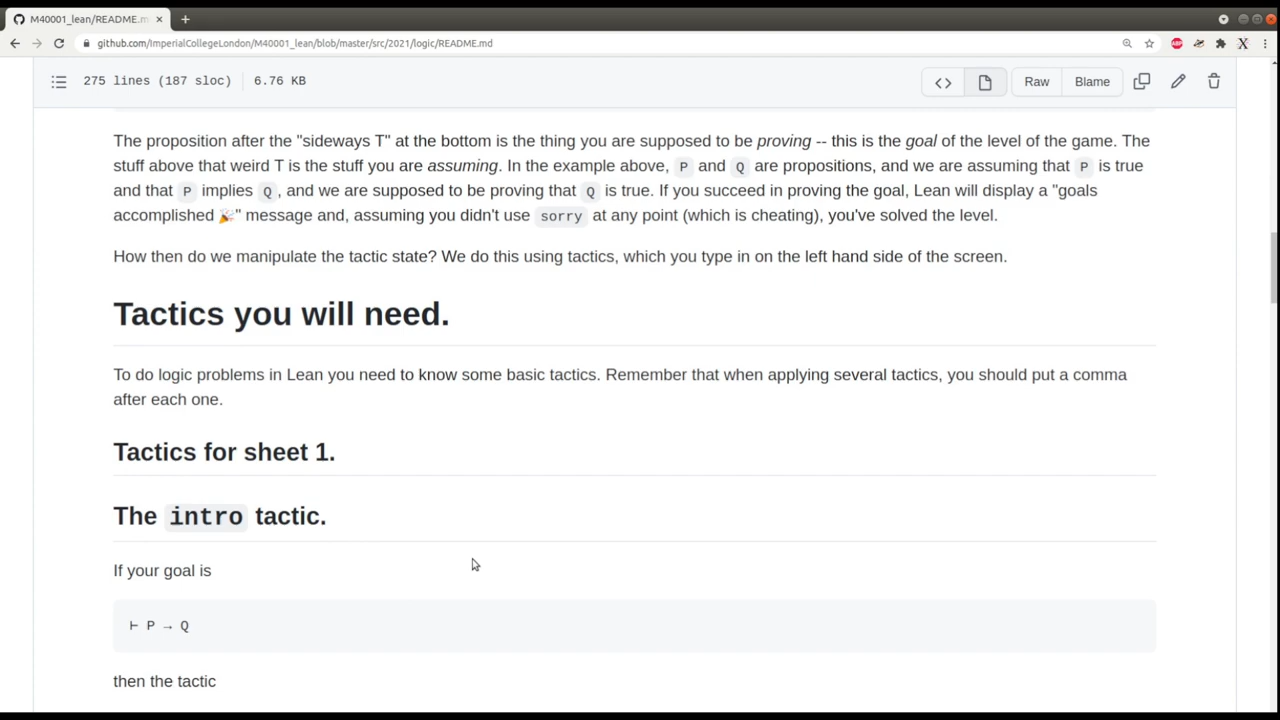 M40001_lean/README.m
github.com/ImperialCollegeLondon/M40001_lean/blob/master/src/2021/logic/README.md
275 lines (187 sloc) 6.76 KB
Raw
Blame
The proposition after the "sideways T" at the bottom is the thing you are supposed to be proving -- this is the goal of the level of the game. The
stuff above that weird T is the stuff you are assuming. In the example above, P and Q are propositions, and we are assuming that P is true
and that P implies Q , and we are supposed to be proving that Q is true. If you succeed in proving the goal, Lean will display a "goals
accomplished 🎉" message and, assuming you didn't use sorry at any point (which is cheating), you've solved the level.
How then do we manipulate the tactic state? We do this using tactics, which you type in on the left hand side of the screen.
Tactics you will need.
To do logic problems in Lean you need to know some basic tactics. Remember that when applying several tactics, you should put a comma
after each one.
Tactics for sheet 1.
The intro tactic.
If your goal is
⊢ P → Q
then the tactic